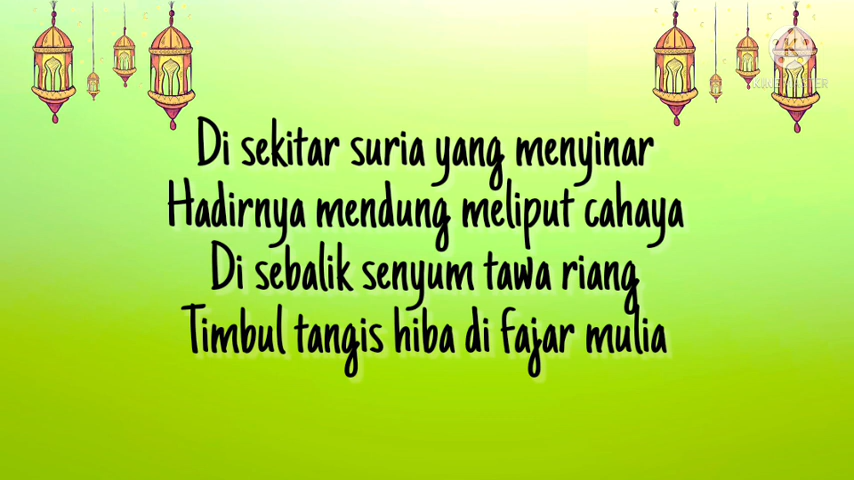 Di sekitar suria yang menyinar
Hadirnya mendung meliput cahaya
Di sebalik senyum tawa riang
Timbul tangis hiba di fajar mulia
KINEMASTER